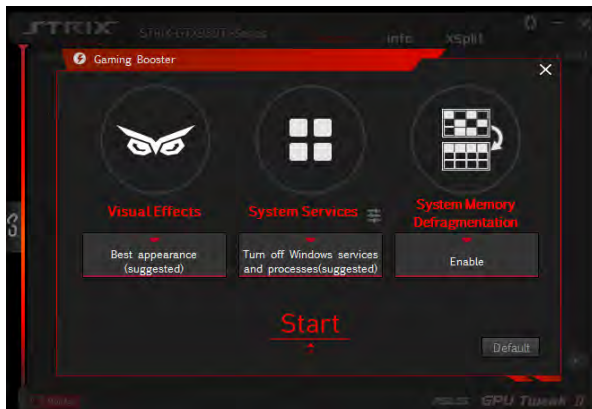 STRIX
Info
XSplit
Gaming Booster
Visual Effects
System Services
System Memory
Defragmentation
Best appearance
(suggested)
Turn off Windows services
and processes(suggested)
Enable
Start
Default
ASUS GPU Tweak II